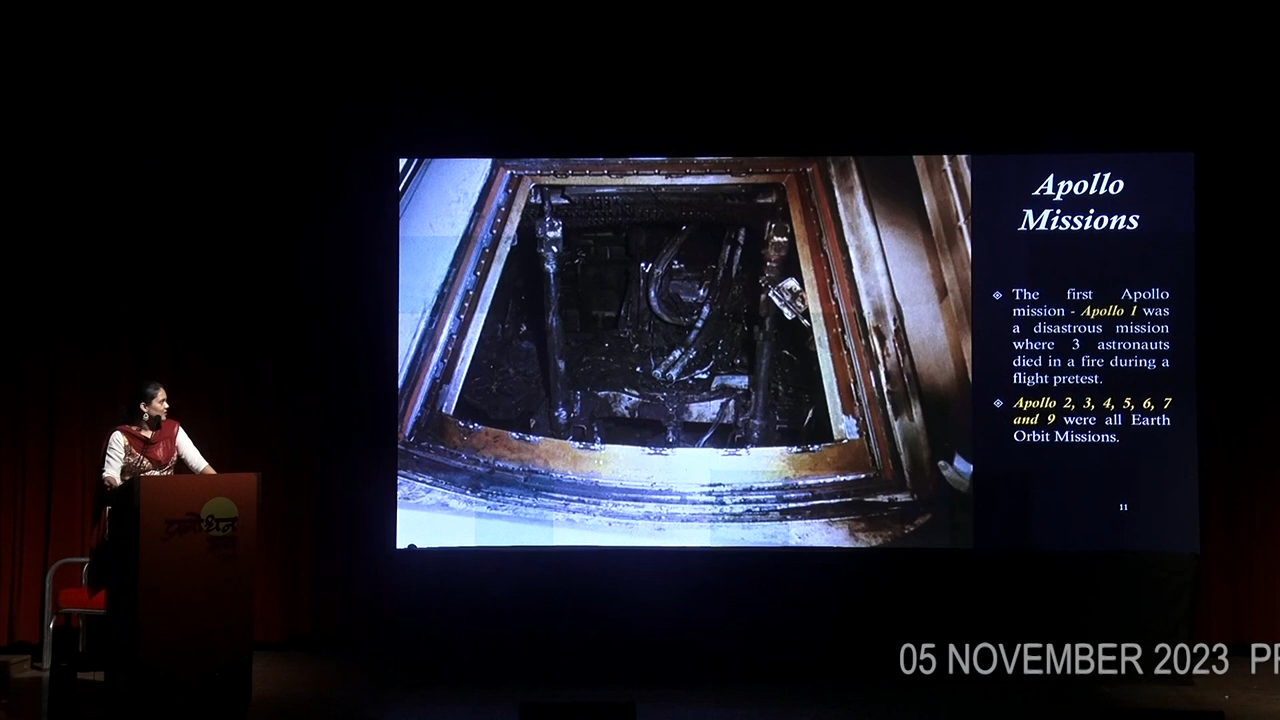 Apollo
Missions
The first Apollo
mission - Apollo 1 was
a disastrous mission
where 3 astronauts
died in a fire during a
flight pretest.
Apollo 2, 3, 4, 5, 6, 7
and 9 were all Earth
Orbit Missions.
11
05 NOVEMBER 2023 PR